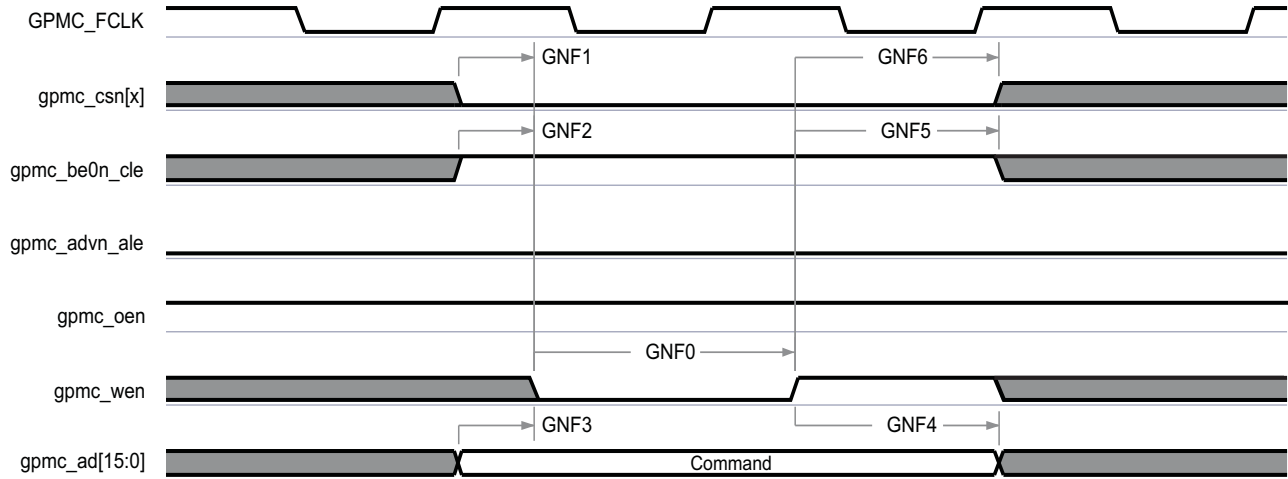 GPMC_FCLK
GNF1
GNF6
gpmc_csn[x]
GNF2
GNF5
gpmc_be0n_cle
gpmc_advn_ale
gpmc_oen
GNF0
gpmc_wen
GNF3
GNF4
gpmc_ad[15:0]
Command